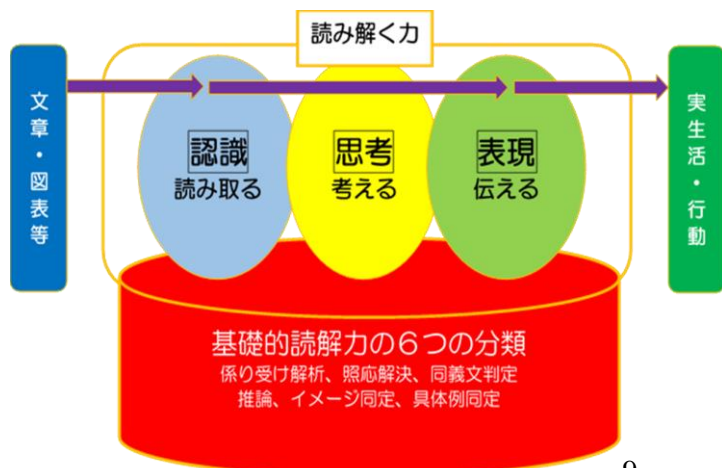 読み解く力
文章・図表等
認識
読み取る
思考
考える
表現
伝える
実生活・行動
基礎的読解力の6つの分類
係り受け解析、照応解決、同義文判定
推論、イメージ同定、具体例同定